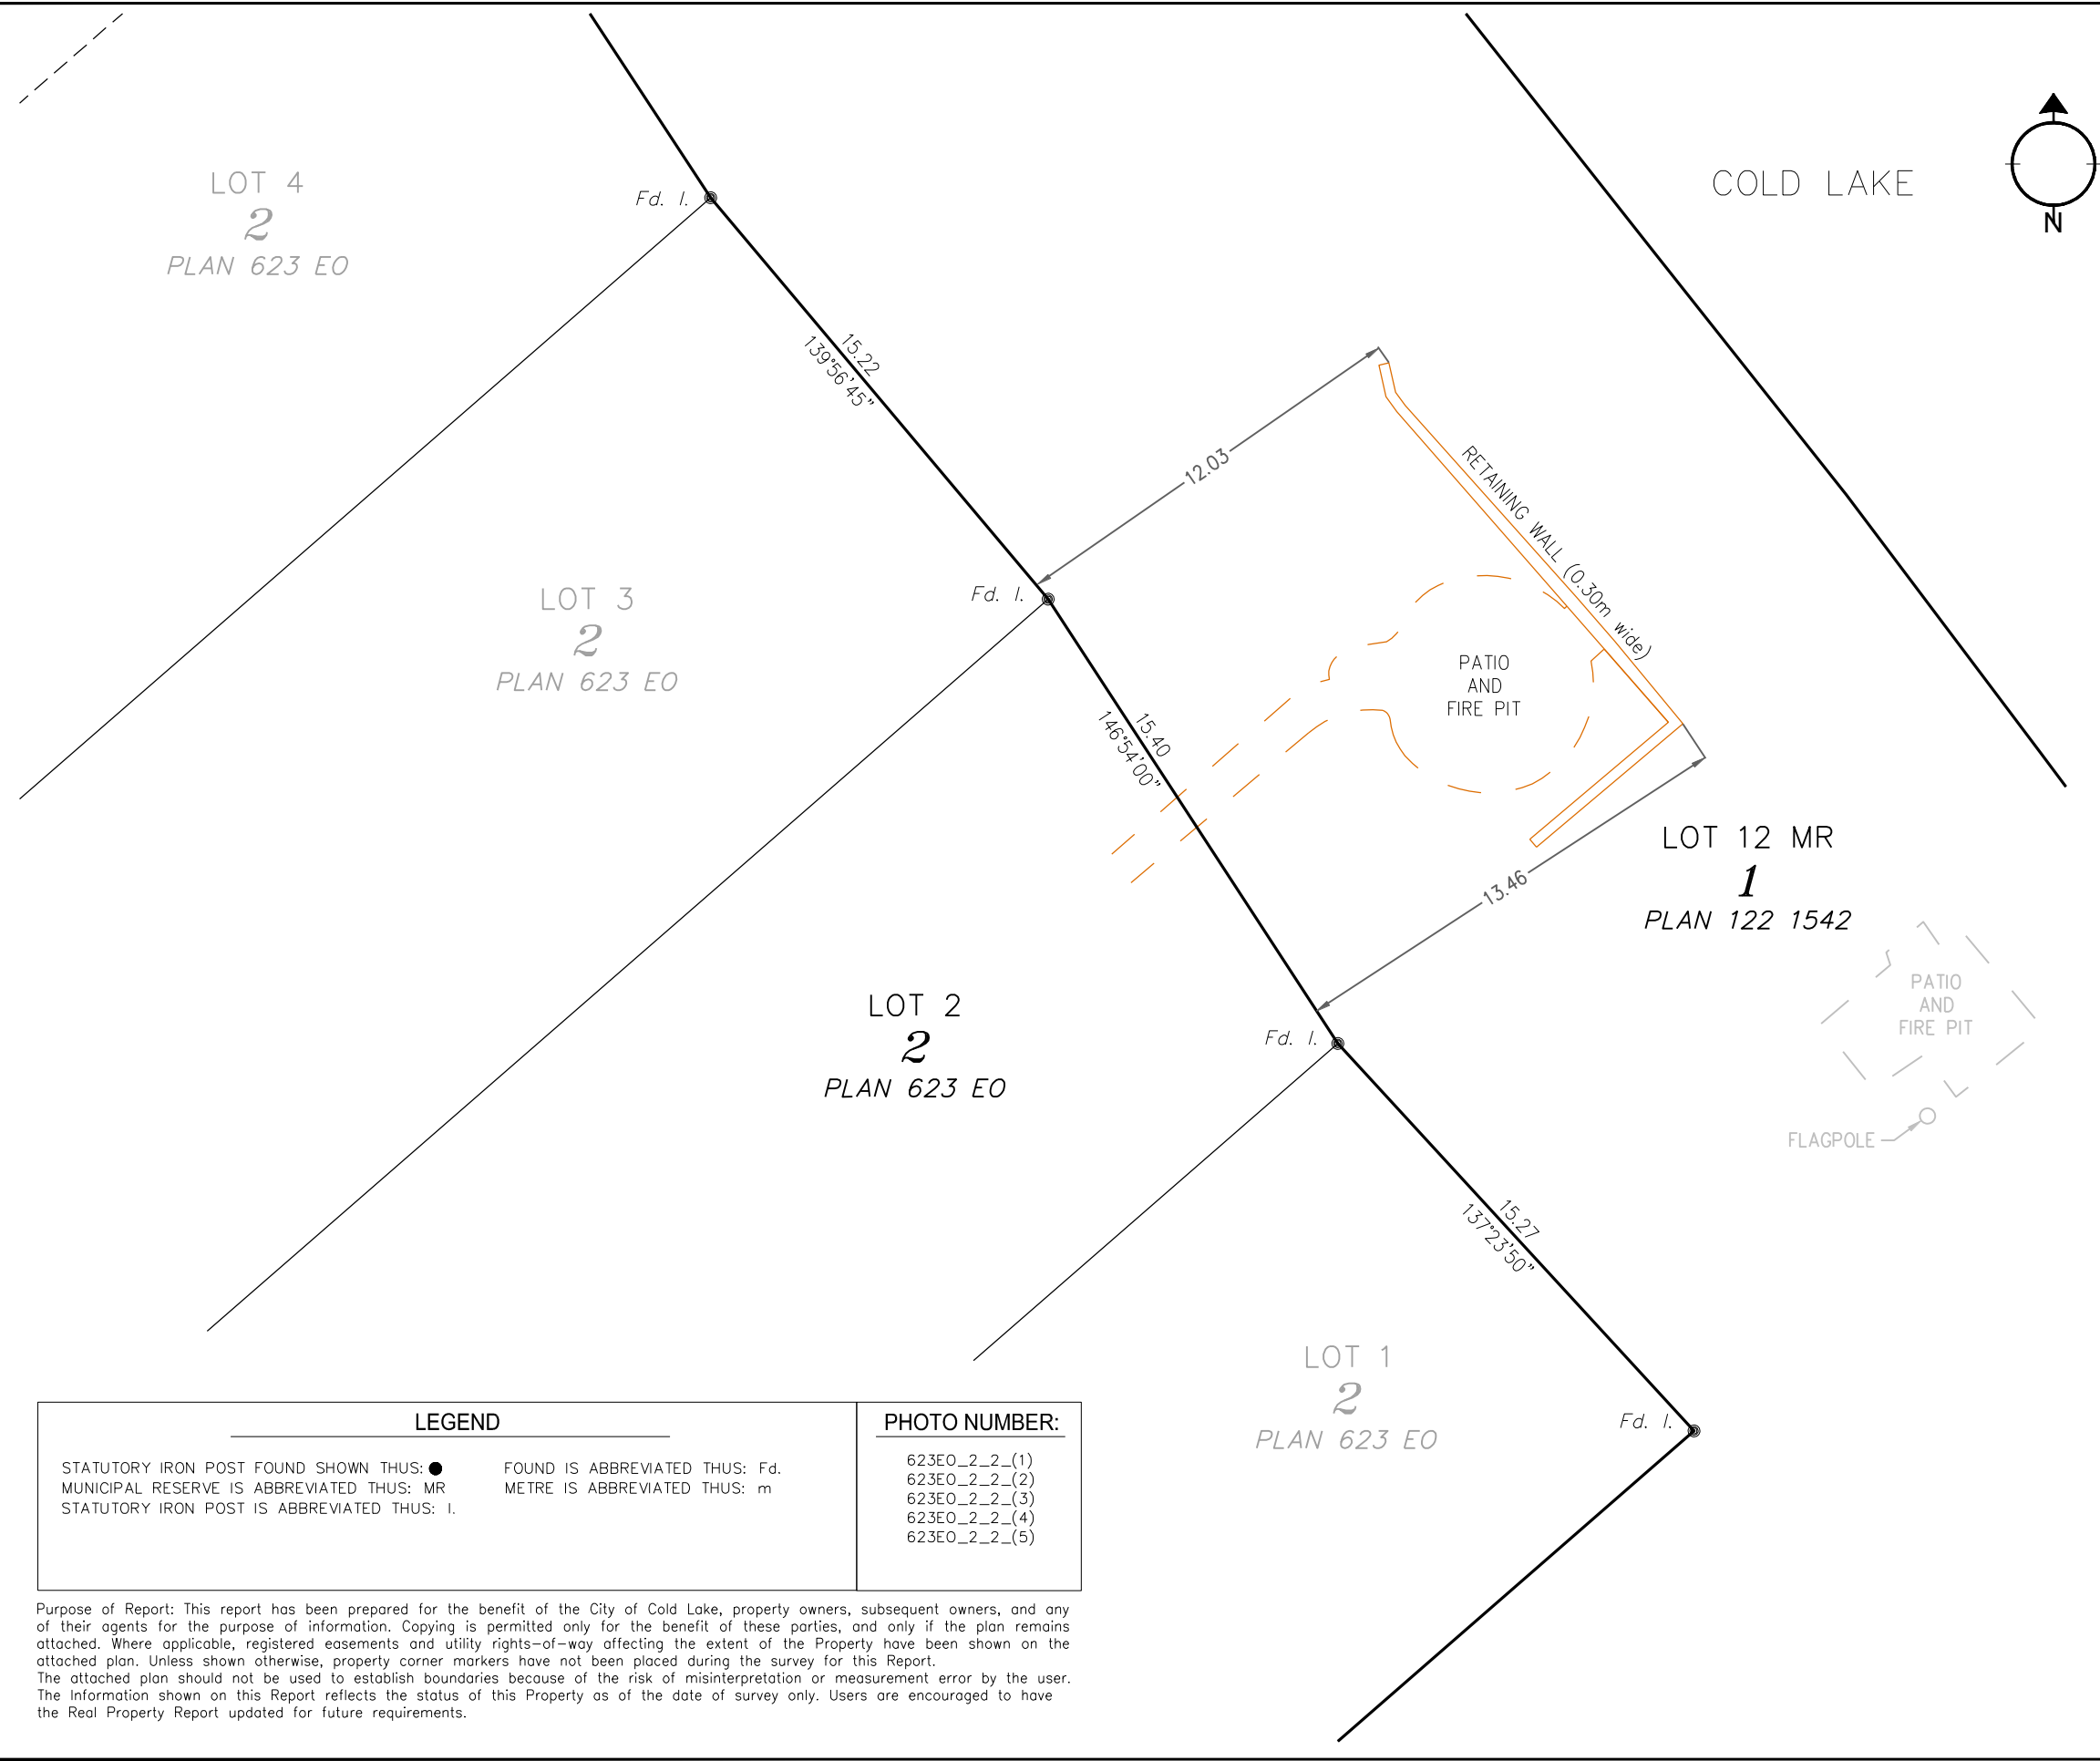 LOT 4
2
PLAN 623 EO
Fd. I.
COLD LAKE
N
15.22
139°56'45"
12.03
RETAINING WALL (0.30m wide)
LOT 3
2
PLAN 623 EO
Fd. I.
PATIO
AND
FIRE PIT
15.40
146°54'00"
13.46
LOT 12 MR
1
PLAN 122 1542
LOT 2
2
PLAN 623 EO
Fd. I.
PATIO
AND
FIRE PIT
FLAGPOLE
15.27
137°23'50"
LOT 1
2
PLAN 623 EO
Fd. I.
LEGEND
STATUTORY IRON POST FOUND SHOWN THUS:
MUNICIPAL RESERVE IS ABBREVIATED THUS: MR
STATUTORY IRON POST IS ABBREVIATED THUS: I.
FOUND IS ABBREVIATED THUS: Fd.
METRE IS ABBREVIATED THUS: m
PHOTO NUMBER:
623EO_2_2_(1)
623EO_2_2_(2)
623EO_2_2_(3)
623EO_2_2_(4)
623EO_2_2_(5)
Purpose of Report: This report has been prepared for the benefit of the City of Cold Lake, property owners, subsequent owners, and any
of their agents for the purpose of information. Copying is permitted only for the benefit of these parties, and only if the plan remains
attached. Where applicable, registered easements and utility rights-of-way affecting the extent of the Property have been shown on the
attached plan. Unless shown otherwise, property corner markers have not been placed during the survey for this Report.
The attached plan should not be used to establish boundaries because of the risk of misinterpretation or measurement error by the user.
The Information shown on this Report reflects the status of this Property as of the date of survey only. Users are encouraged to have
the Real Property Report updated for future requirements.